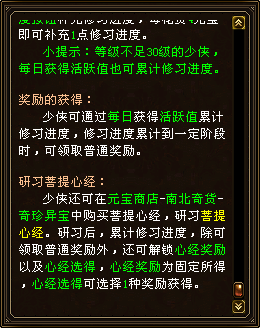 即可补充1点修习进度。
小提示：等级不足30级的少侠，
每日获得活跃值也可累计修习进度。
奖励的获得：
少侠可通过每日获得活跃值累
计修习进度，修习进度累计到一定阶段
时，可领取普通奖励。
研习菩提心经：
少侠还可在元宝商店-南北奇货-
奇珍异宝中购买菩提心经，研习菩提
心经。研习后，累计修习进度，除可
领取普通奖励外，还可解锁心经奖励
以及心经选得，心经奖励为固定所得
，心经选得可选择1种奖励获得。